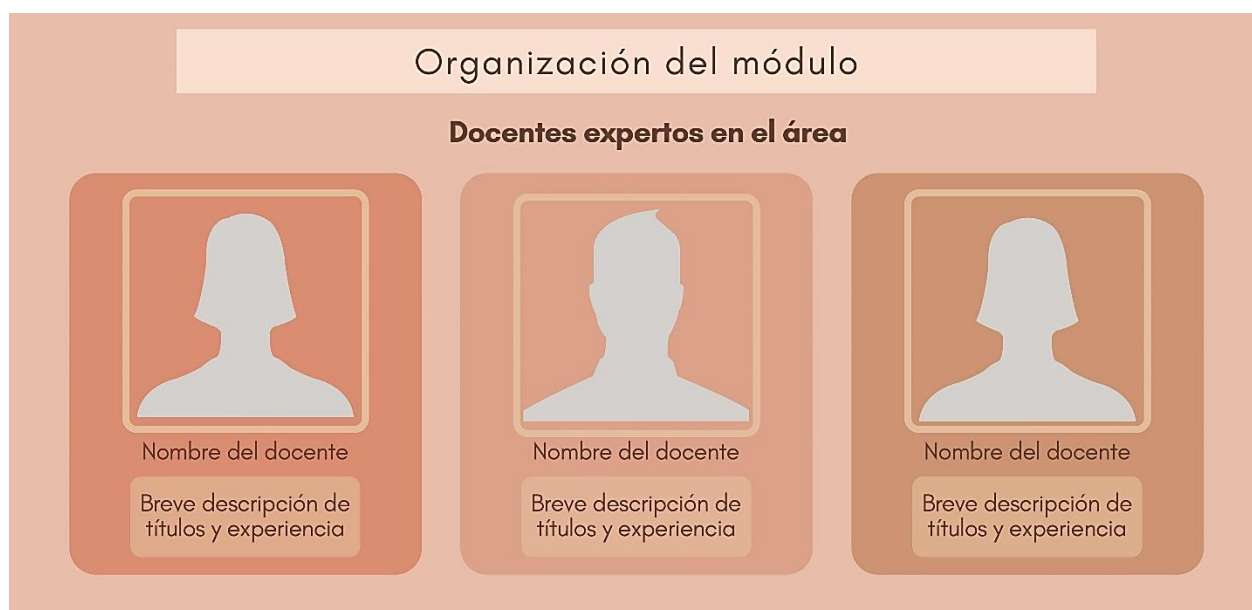 Organización del módulo
Docentes expertos en el área
Nombre del docente
Breve descripción de
títulos y experiencia
Nombre del docente
Breve descripción de
títulos y experiencia
Nombre del docente
Breve descripción de
títulos y experiencia